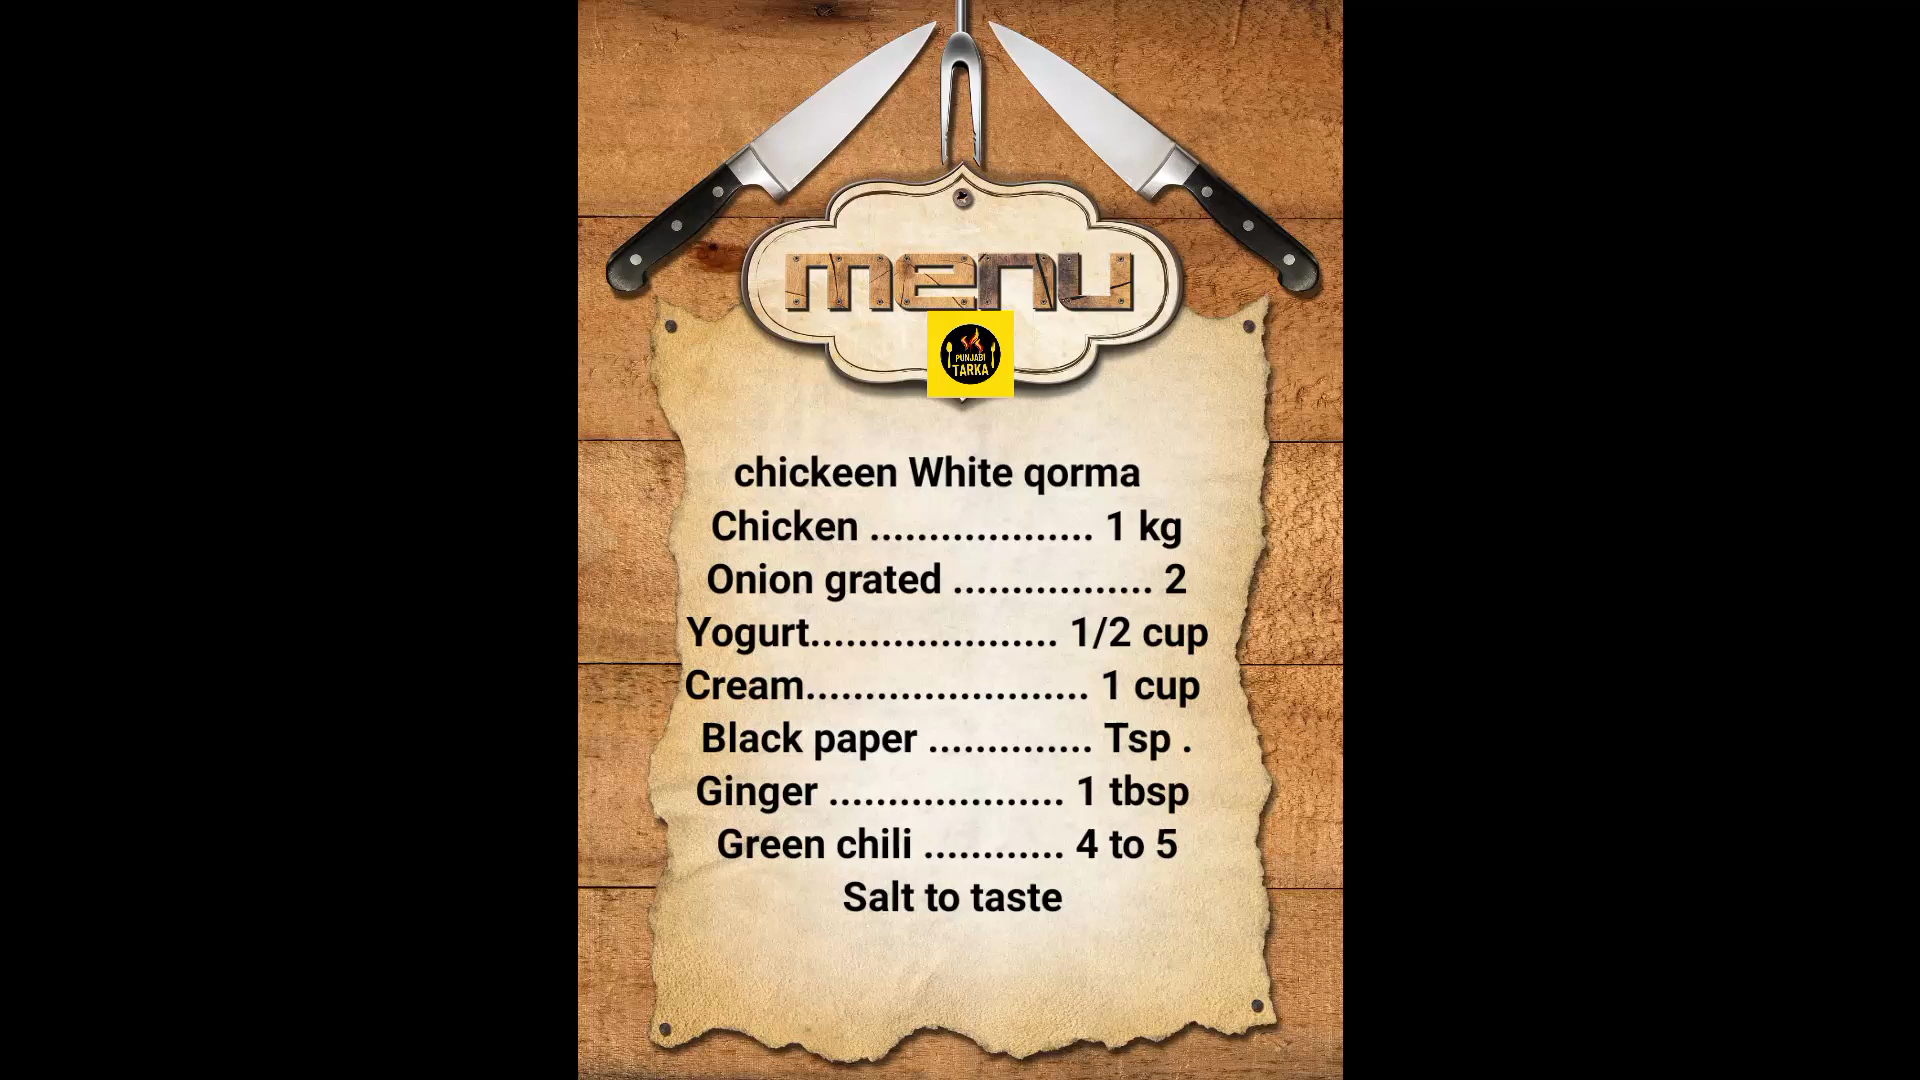 menu
PUNJABI
TARKA
chickeen White qorma
Chicken ................... 1 kg
Onion grated ................. 2
Yogurt..................... 1/2 cup
Cream........................ 1 cup
Black paper .............. Tsp .
Ginger .................... 1 tbsp
Green chili ............ 4 to 5
Salt to taste